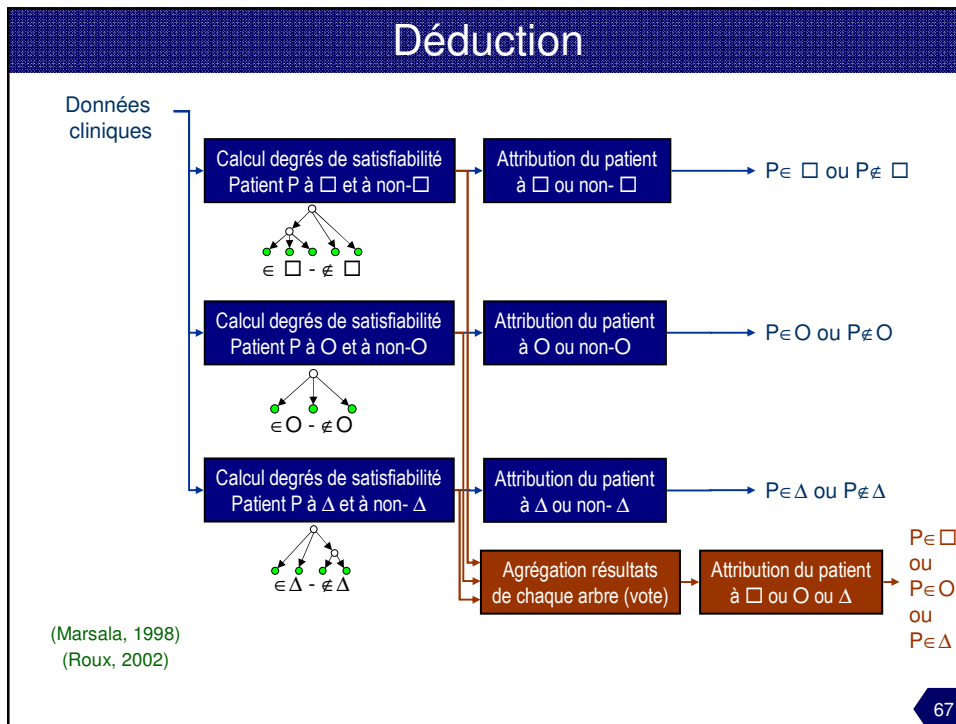 Déduction
Données
cliniques
Calcul degrés de satisfiabilité
Patient P à □ et à non-□
Attribution du patient
à □ ou non- □
P∈ □ ou P∉ □
∈ □ - ∉ □
Calcul degrés de satisfiabilité
Patient P à O et à non-O
Attribution du patient
à O ou non-O
P∈O ou P∉O
∈O - ∉O
Calcul degrés de satisfiabilité
Patient P à Δ et à non- Δ
Attribution du patient
à Δ ou non- Δ
P∈Δ ou P∉Δ
∈Δ - ∉Δ
Agrégation résultats
de chaque arbre (vote)
Attribution du patient
à □ ou O ou Δ
P∈ □
ou
P∈O
ou
P∈Δ
(Marsala, 1998)
(Roux, 2002)
67